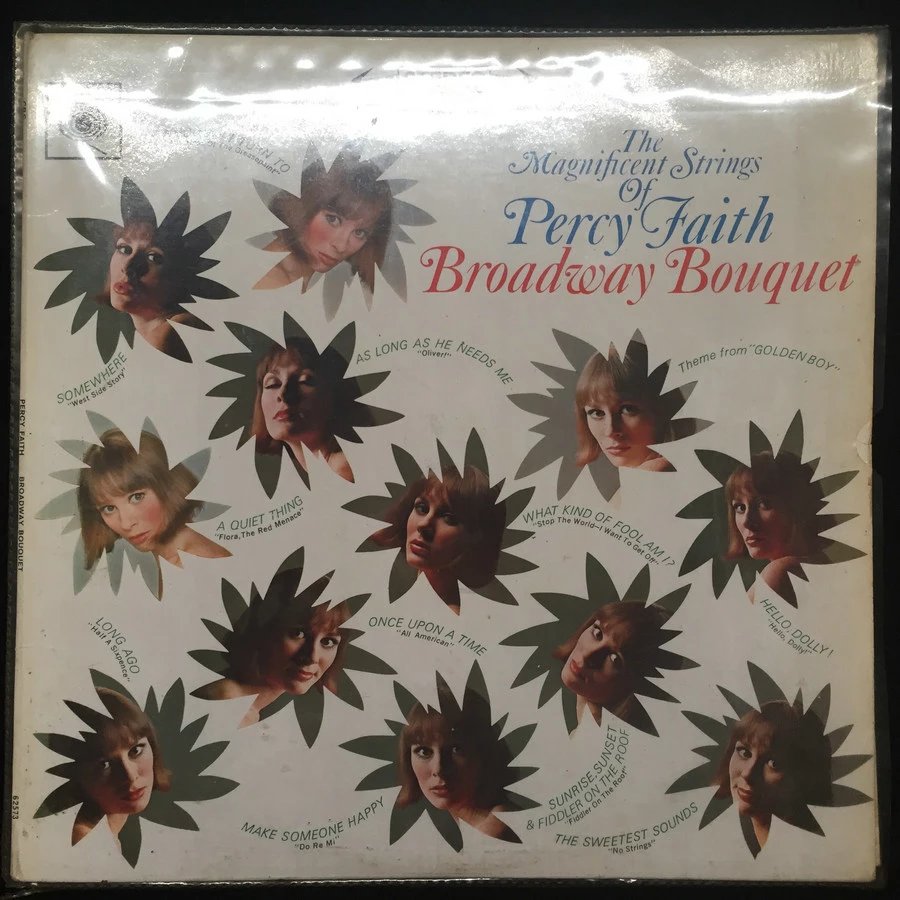 The
Magnificent Strings
Of
Percy Faith
Broadway Bouquet
TO
SOMEWHERE
"West Side Story"
AS LONG AS HE NEEDS ME
"Oliver!"
Theme from "GOLDEN BOY"
A QUIET THING
"Flora, The Red Menace"
WHAT KIND OF FOOL AM I?
"Stop The World-I Want To Get Off"
HELLO, DOLLY!
"Hello, Dolly!"
LONG AGO
"Half A Sixpence"
ONCE UPON A TIME
"All American"
SUNRISE, SUNSET
& FIDDLER ON THE ROOF
"Fiddler On The Roof"
MAKE SOMEONE HAPPY
"Do Re Mi"
THE SWEETEST SOUNDS
"No Strings"
PERCY FAITH BROADWAY BOUQUET
62573